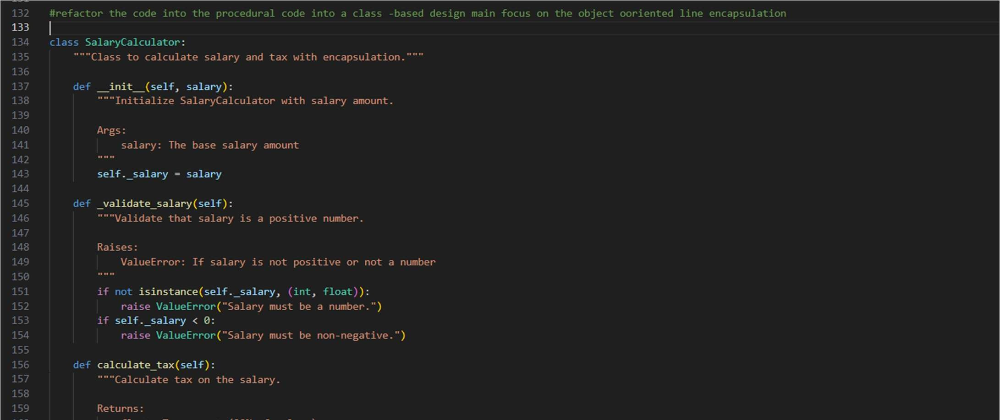 132 #refactor the code into the procedural code into a class -based design main focus on the object ooriented line encapsulation
133
134 class SalaryCalculator:
135 """Class to calculate salary and tax with encapsulation."""
136
137 def __init__(self, salary):
138 """Initialize SalaryCalculator with salary amount.
139
140 Args:
141 salary: The base salary amount
142 """
143 self._salary = salary
144
145 def _validate_salary(self):
146 """Validate that salary is a positive number.
147
148 Raises:
149 ValueError: If salary is not positive or not a number
150 """
151 if not isinstance(self._salary, (int, float)):
152 raise ValueError("Salary must be a number.")
153 if self._salary < 0:
154 raise ValueError("Salary must be non-negative.")
155
156 def calculate_tax(self):
157 """Calculate tax on the salary.
158
159 Returns: